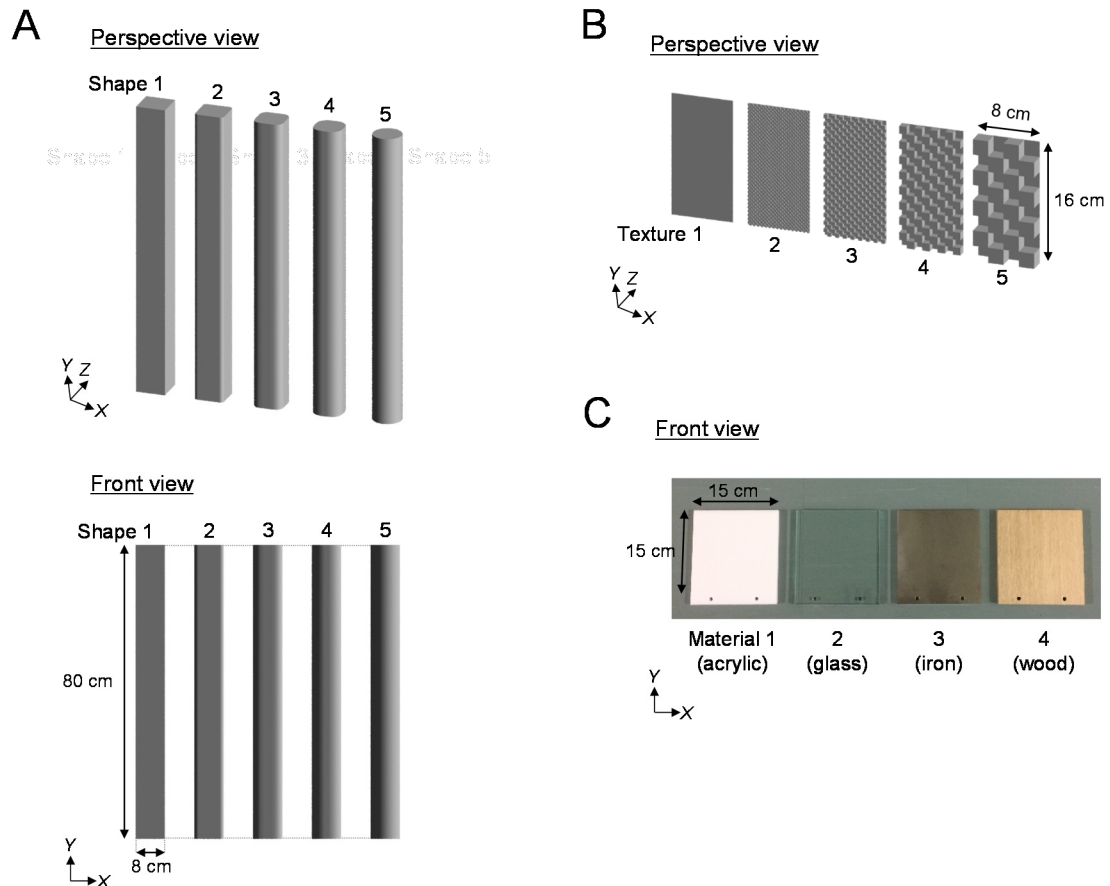 A
Perspective view
Shape 1
2
3
4
5
Y
Z
X
Front view
Shape 1
2
3
4
5
80 cm
8 cm
Y
X
B
Perspective view
8 cm
16 cm
Texture 1
2
3
4
5
Y
Z
X
C
Front view
15 cm
15 cm
Material 1
(acrylic)
2
(glass)
3
(iron)
4
(wood)
Y
X